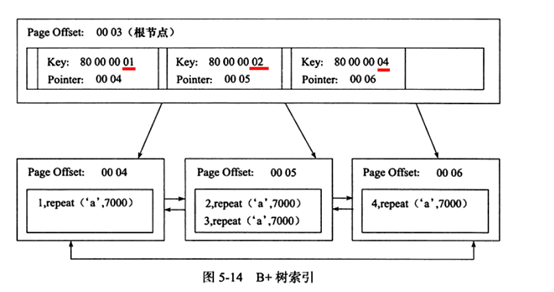 Page Offset: 00 03（根节点）
Key: 80 00 00 01 Key: 80 00 00 02 Key: 80 00 00 04
Pointer: 00 04 Pointer: 00 05 Pointer: 00 06
Page Offset: 00 04
1,repeat（‘a’,7000）
Page Offset: 00 05
2,repeat（‘a’,7000）
3,repeat（‘a’,7000）
Page Offset: 00 06
4,repeat（‘a’,7000）
图 5-14 B+ 树索引